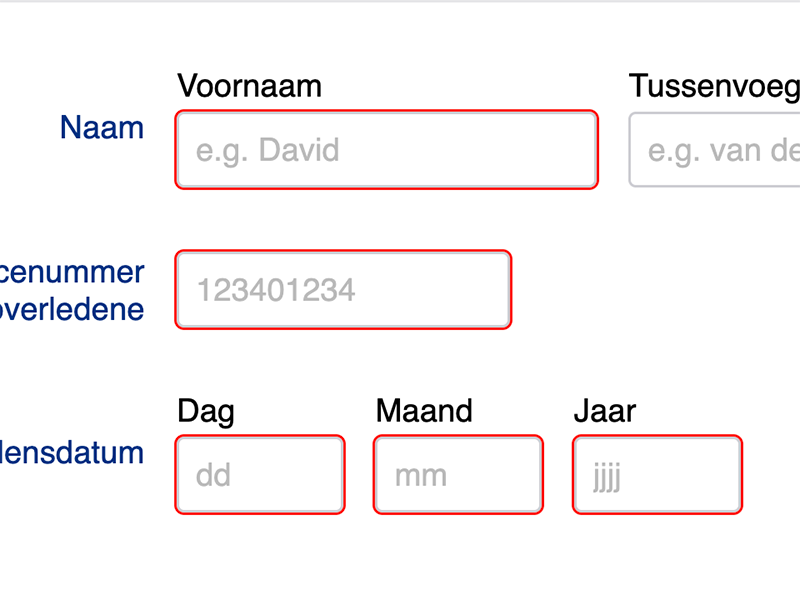 Voornaam Tussenvoeg
Naam
e.g. David e.g. van de
cenummer
overledene
123401234
Dag Maand Jaar
lensdatum
dd mm jjjj